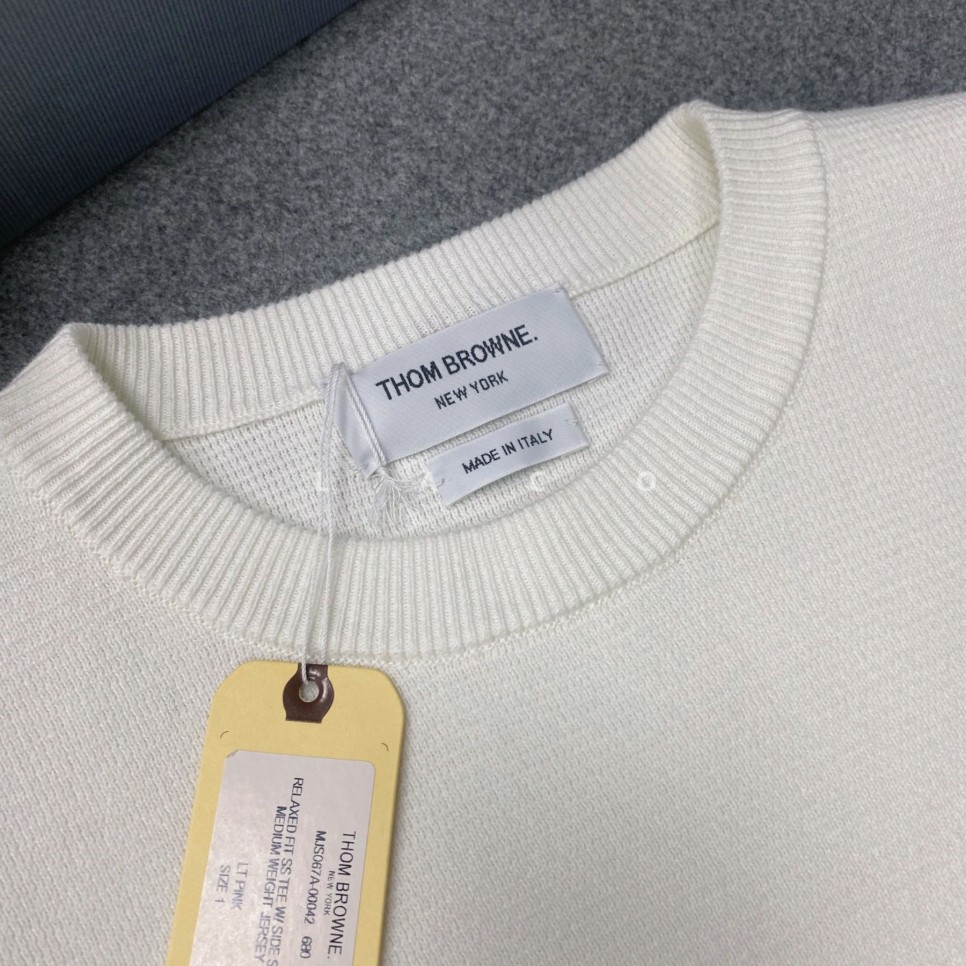 THOM BROWNE.
NEW YORK
MADE IN ITALY
L A C O
THOM BROWNE.
NEW YORK
MJS067A-00042 680
RELAXED FIT SS TEE W/ SIDE S
MEDIUM WEIGHT JERSEY
LT PINK
SIZE 1